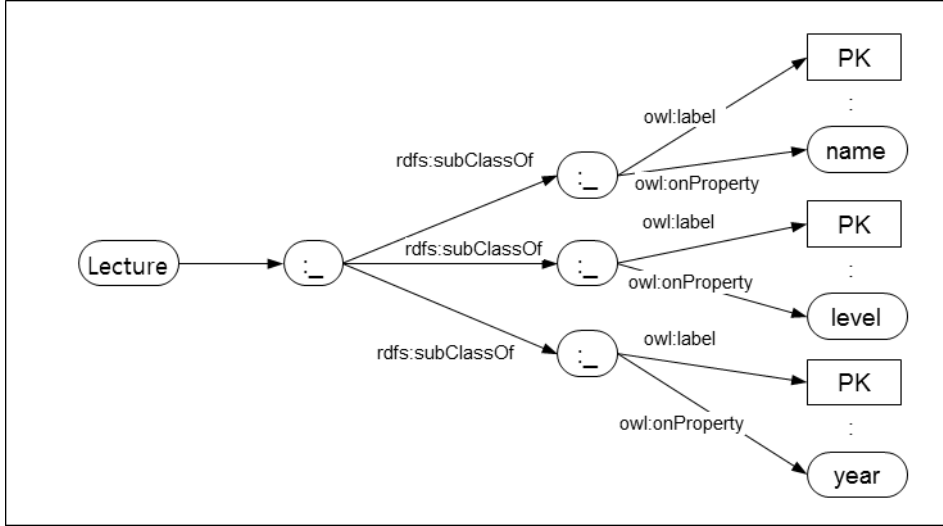 PK
owl:label
:
rdfs:subClassOf
:_
name
owl:onProperty
PK
owl:label
rdfs:subClassOf
Lecture
:_
:_
:
owl:onProperty
level
rdfs:subClassOf
:_
owl:label
PK
owl:onProperty
:
year